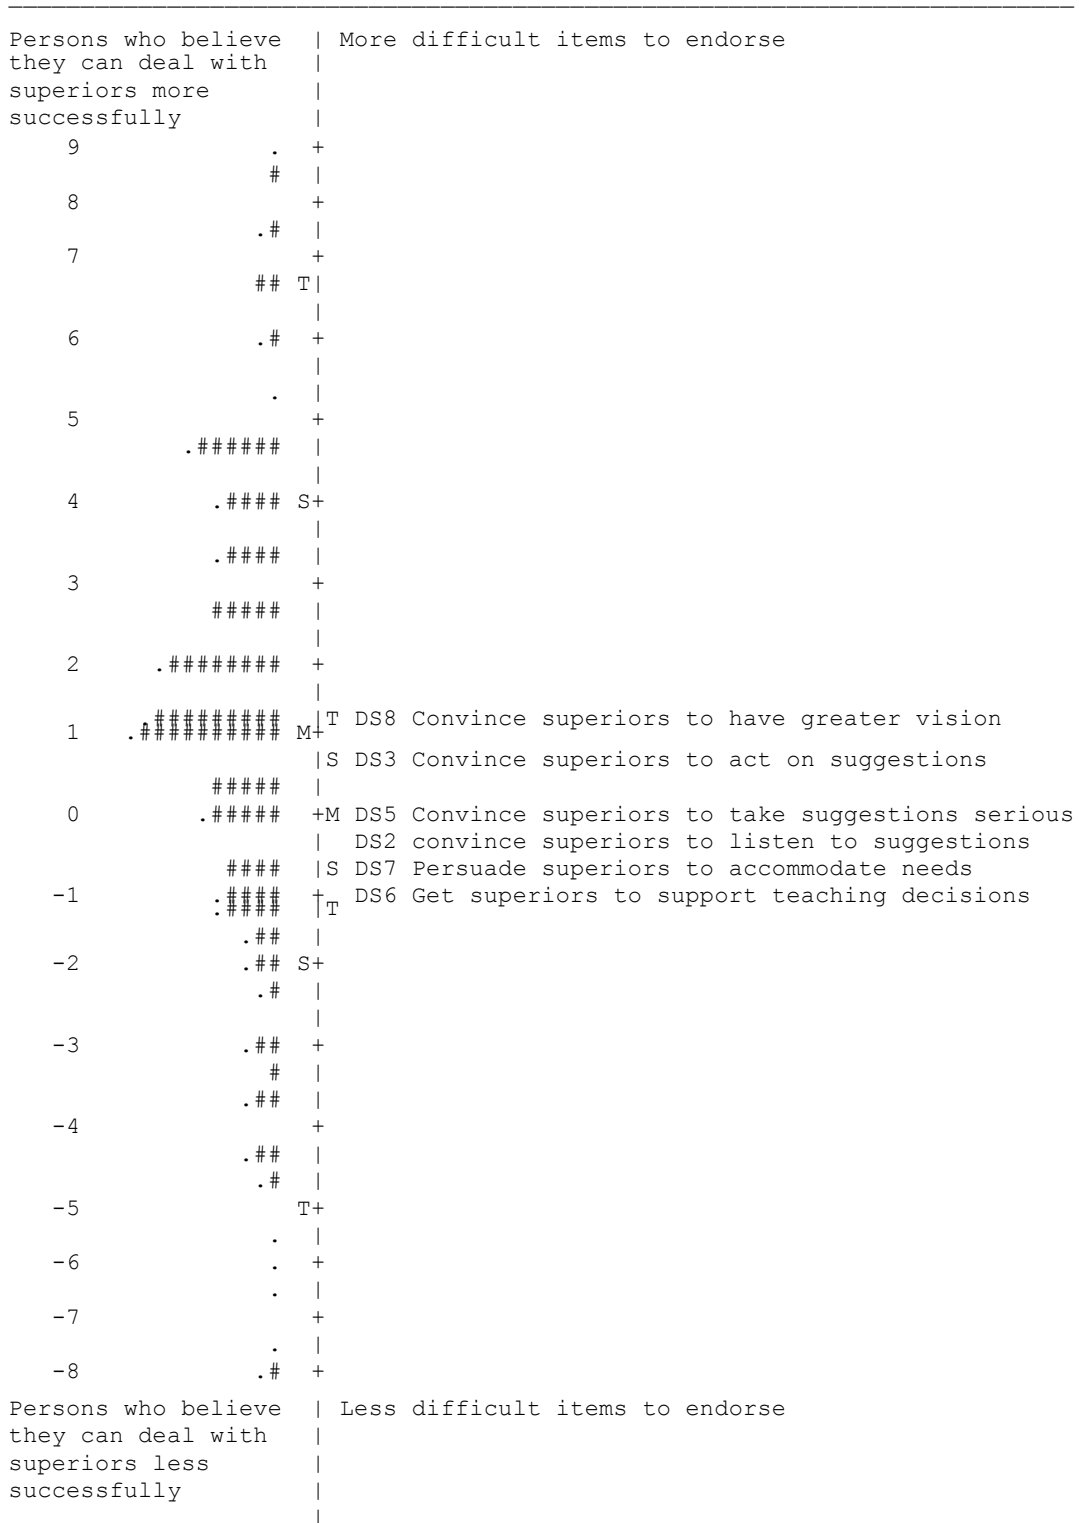 Persons who believe | More difficult items to endorse
they can deal with |
superiors more |
successfully |
9 . +
# |
8 +
.# |
7 +
## T|
|
6 .# +
|
. |
5 +
.###### |
|
4 .#### S+
|
.#### |
3 +
##### |
|
2 .######## +
|
.######### |T DS8 Convince superiors to have greater vision
1 .########## M+
|S DS3 Convince superiors to act on suggestions
##### |
0 .##### +M DS5 Convince superiors to take suggestions serious
| DS2 convince superiors to listen to suggestions
#### |S DS7 Persuade superiors to accommodate needs
-1 .#### + DS6 Get superiors to support teaching decisions
.#### |T
.## |
-2 .## S+
.# |
|
-3 .## +
# |
.## |
-4 +
.## |
.# |
-5 T+
. |
-6 . +
. |
-7 +
. |
-8 .# +
Persons who believe | Less difficult items to endorse
they can deal with |
superiors less |
successfully |
|